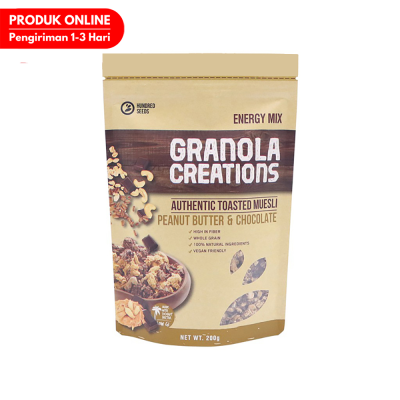 PRODUK ONLINE
Pengiriman 1-3 Hari
HUNDRED
SEEDS
ENERGY MIX
GRANOLA
CREATIONS
AUTHENTIC TOASTED MUESLI
PEANUT BUTTER & CHOCOLATE
✓ HIGH IN FIBER
✓ WHOLE GRAIN
✓ 100% NATURAL INGREDIENTS
✓ VEGAN FRIENDLY
NET WT. 200g